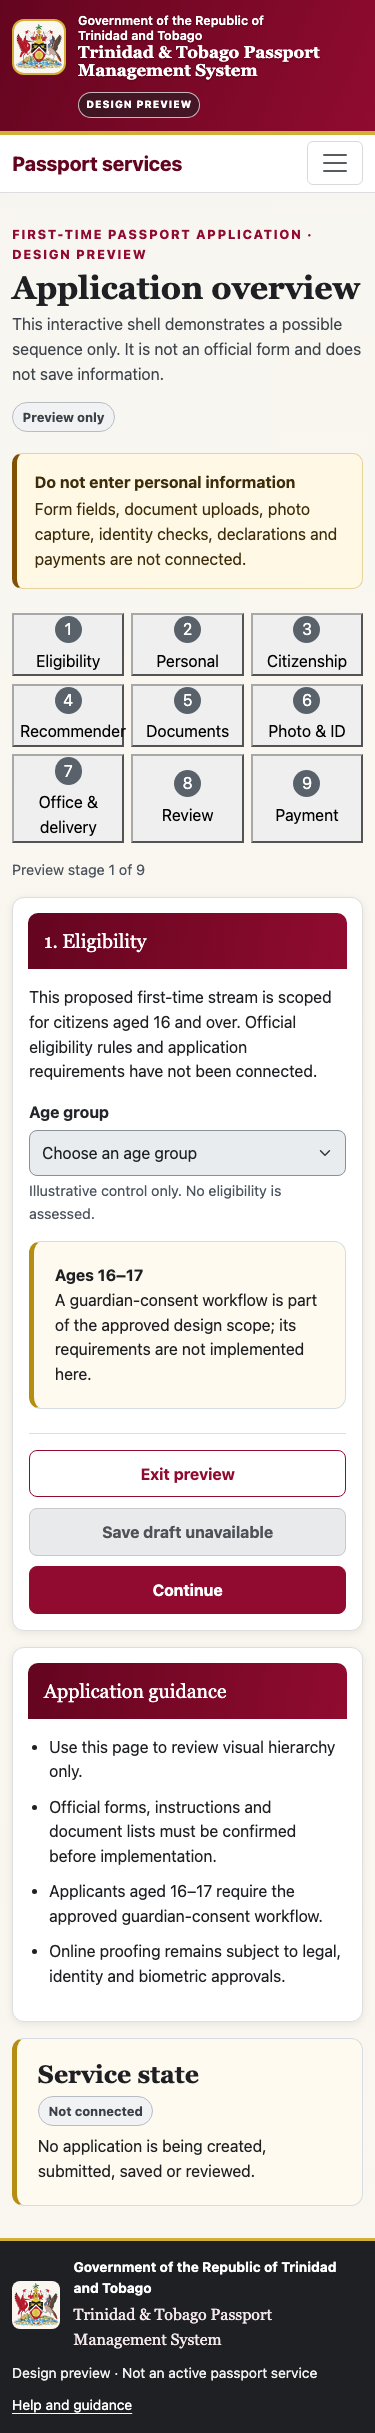 Government of the Republic of
Trinidad and Tobago
Trinidad & Tobago Passport
Management System
DESIGN PREVIEW
Passport services
FIRST-TIME PASSPORT APPLICATION ·
DESIGN PREVIEW
Application overview
This interactive shell demonstrates a possible
sequence only. It is not an official form and does
not save information.
Preview only
Do not enter personal information
Form fields, document uploads, photo
capture, identity checks, declarations and
payments are not connected.
1
Eligibility
2
Personal
3
Citizenship
4
Recommender
5
Documents
6
Photo & ID
7
Office &
delivery
8
Review
9
Payment
Preview stage 1 of 9
1. Eligibility
This proposed first-time stream is scoped
for citizens aged 16 and over. Official
eligibility rules and application
requirements have not been connected.
Age group
Choose an age group
Illustrative control only. No eligibility is
assessed.
Ages 16–17
A guardian-consent workflow is part
of the approved design scope; its
requirements are not implemented
here.
Exit preview
Save draft unavailable
Continue
Application guidance
• Use this page to review visual hierarchy
only.
• Official forms, instructions and
document lists must be confirmed
before implementation.
• Applicants aged 16–17 require the
approved guardian-consent workflow.
• Online proofing remains subject to legal,
identity and biometric approvals.
Service state
Not connected
No application is being created,
submitted, saved or reviewed.
Government of the Republic of Trinidad
and Tobago
Trinidad & Tobago Passport
Management System
Design preview · Not an active passport service
Help and guidance